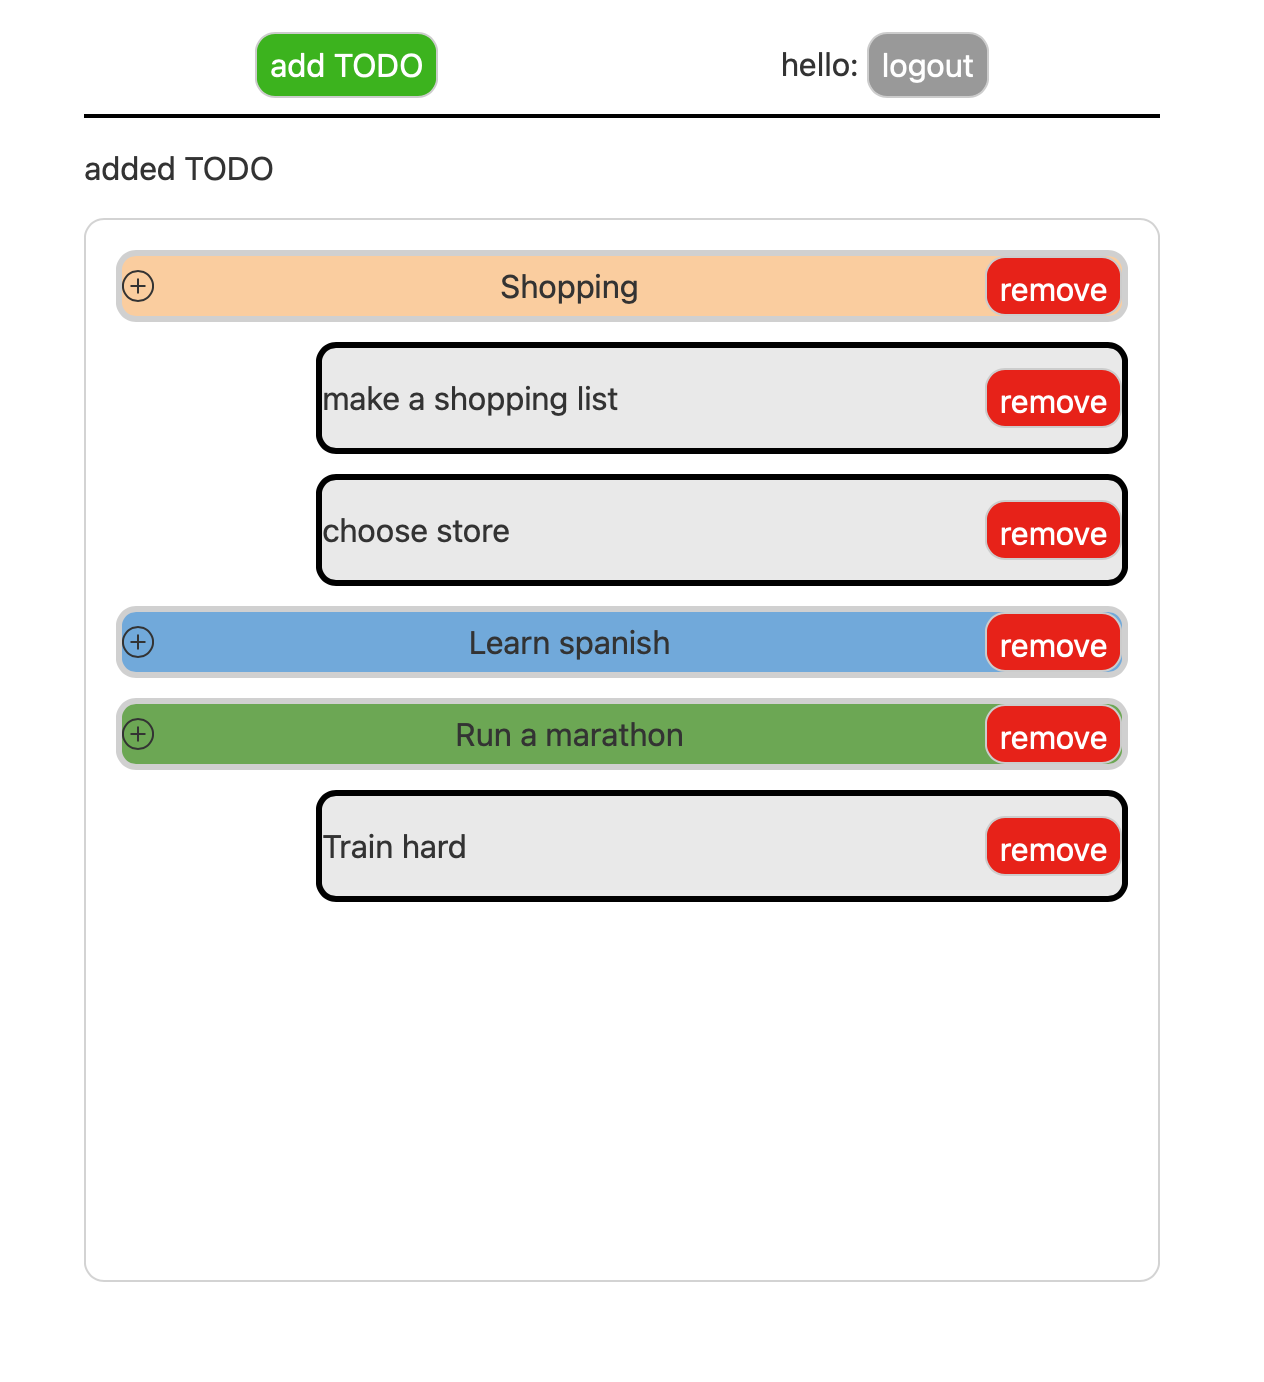 add TODO hello: logout
added TODO
Shopping remove
make a shopping list remove
choose store remove
Learn spanish remove
Run a marathon remove
Train hard remove